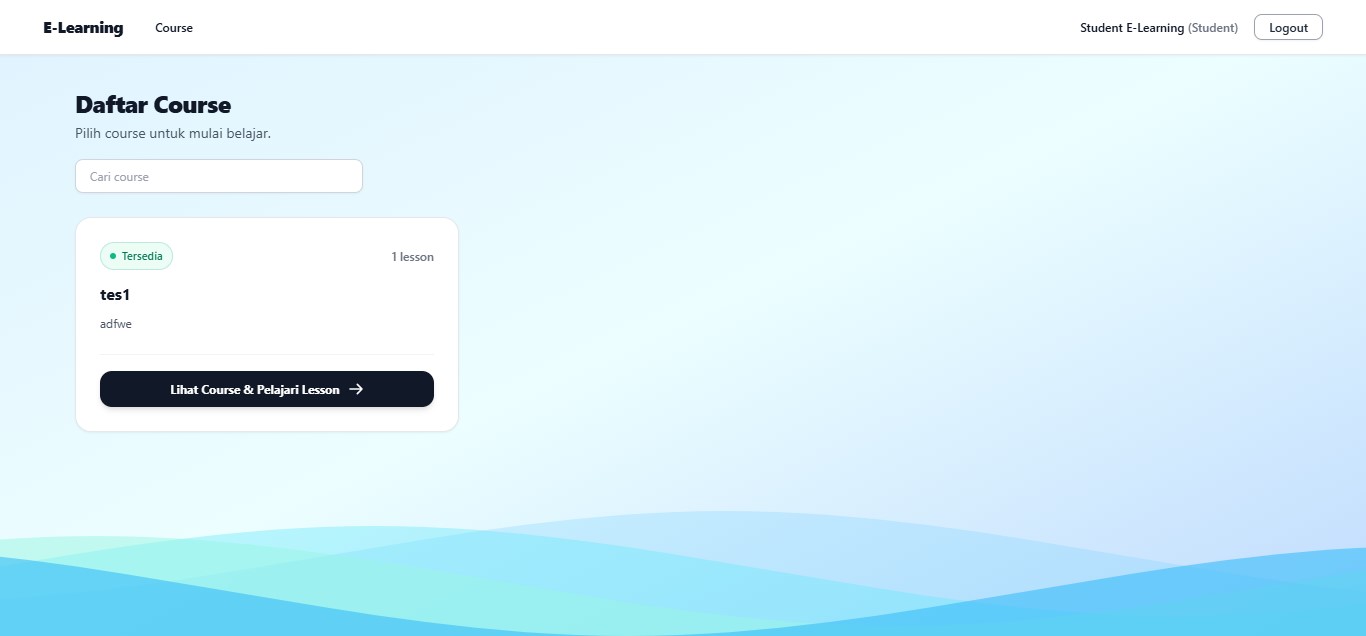 E-Learning
Course
Student E-Learning (Student)
Logout
Daftar Course
Pilih course untuk mulai belajar.
Cari course
Tersedia
1 lesson
tes1
adfwe
Lihat Course & Pelajari Lesson →